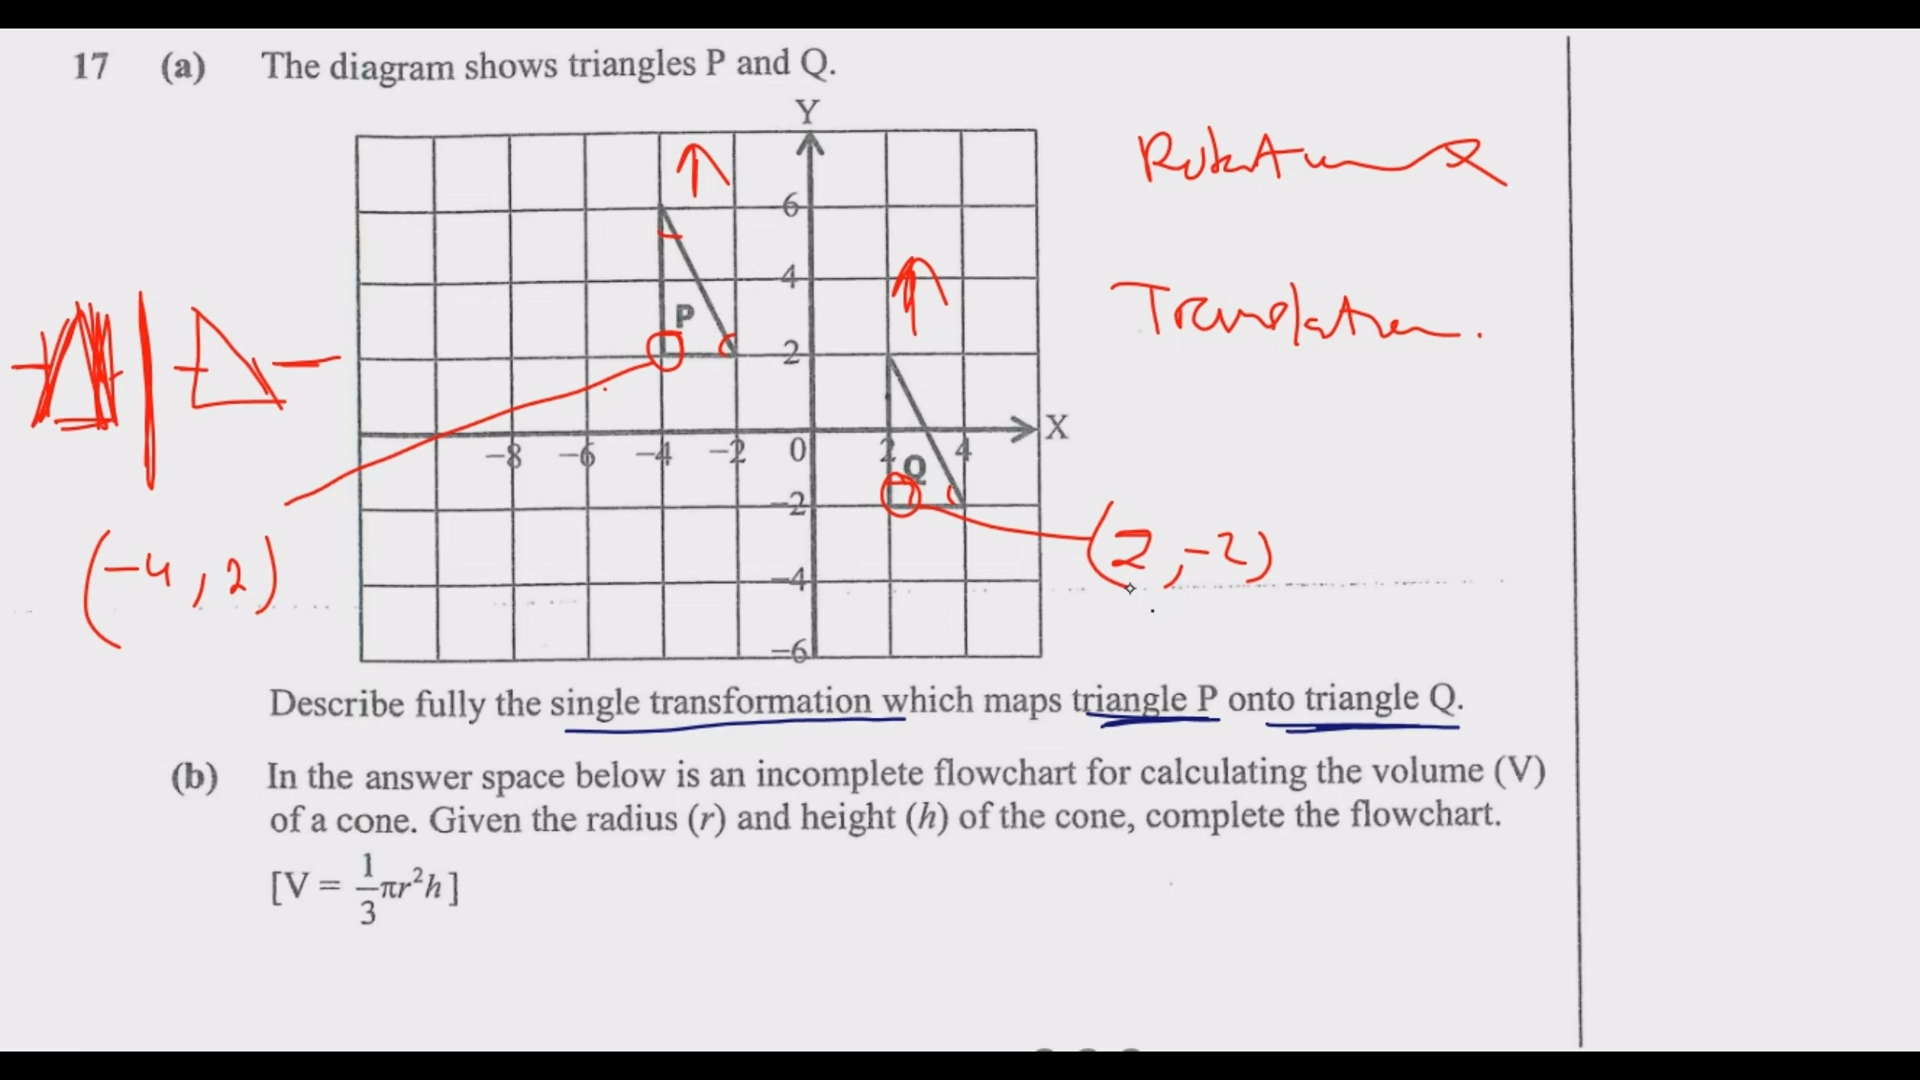 17 (a) The diagram shows triangles P and Q.
Y
6
4
P
2
X
−8 −6 −4 −2 0 2 4
Q
−2
−4
−6
Translation.
(−4, 2)
(2, −2)
Describe fully the single transformation which maps triangle P onto triangle Q.
(b) In the answer space below is an incomplete flowchart for calculating the volume (V)
of a cone. Given the radius (r) and height (h) of the cone, complete the flowchart.
[V = 1/3 πr²h]